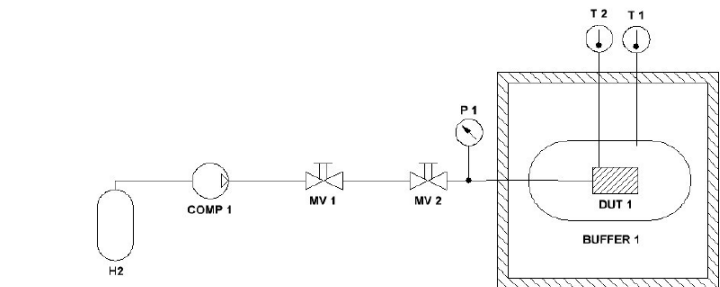 T 2
T 1
P 1
COMP 1
MV 1
MV 2
DUT 1
BUFFER 1
H2